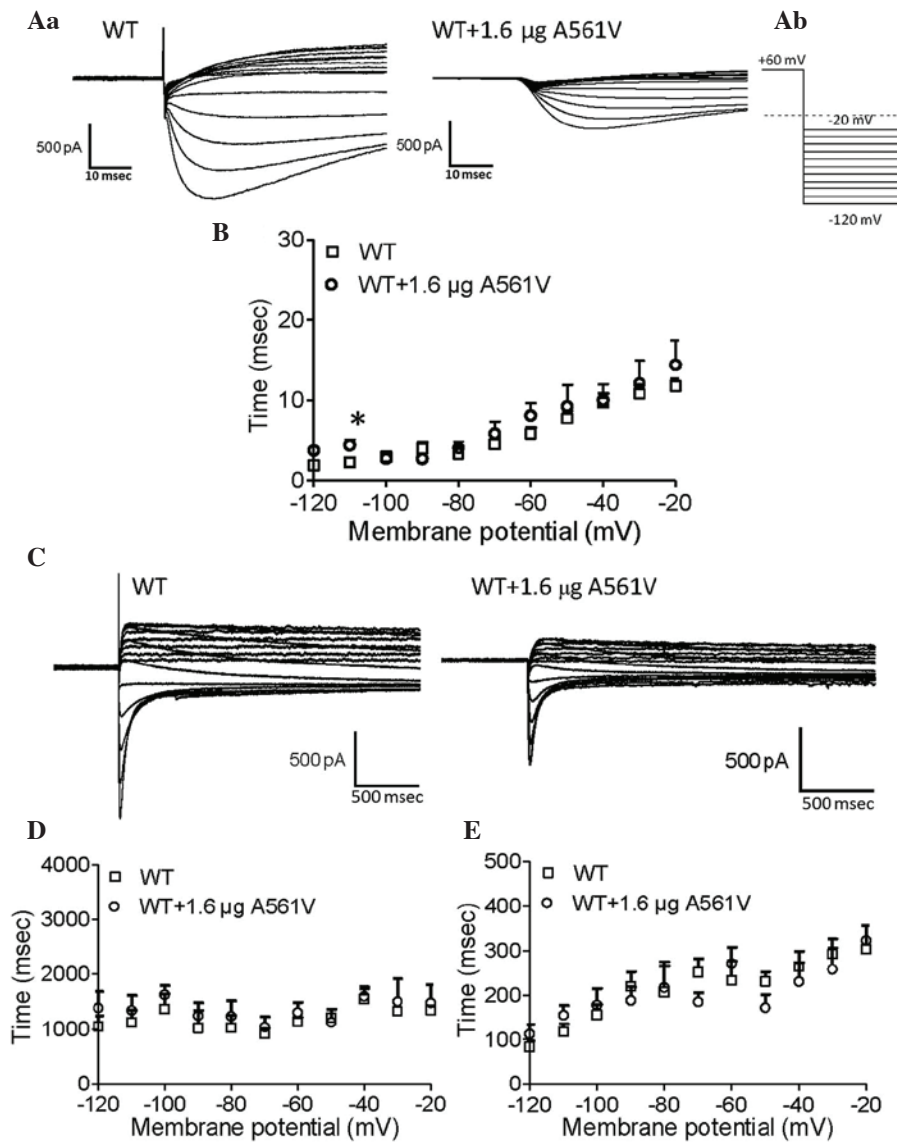 Aa
WT
WT+1.6 µg A561V
Ab
+60 mV
-20 mV
-120 mV
500 pA
10 msec
500 pA
10 msec
B
WT
WT+1.6 µg A561V
Time (msec)
30
20
10
0
*
-120 -100 -80 -60 -40 -20
Membrane potential (mV)
C
WT
WT+1.6 µg A561V
500 pA
500 msec
500 pA
500 msec
D
WT
WT+1.6 µg A561V
Time (msec)
4000
3000
2000
1000
0
-120 -100 -80 -60 -40 -20
Membrane potential (mV)
E
WT
WT+1.6 µg A561V
Time (msec)
500
400
300
200
100
0
-120 -100 -80 -60 -40 -20
Membrane potential (mV)